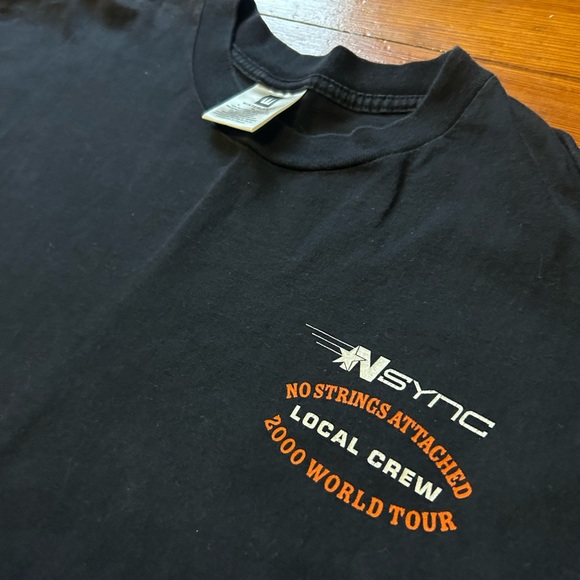 NSYNC
NO STRINGS ATTACHED
LOCAL CREW
2000 WORLD TOUR